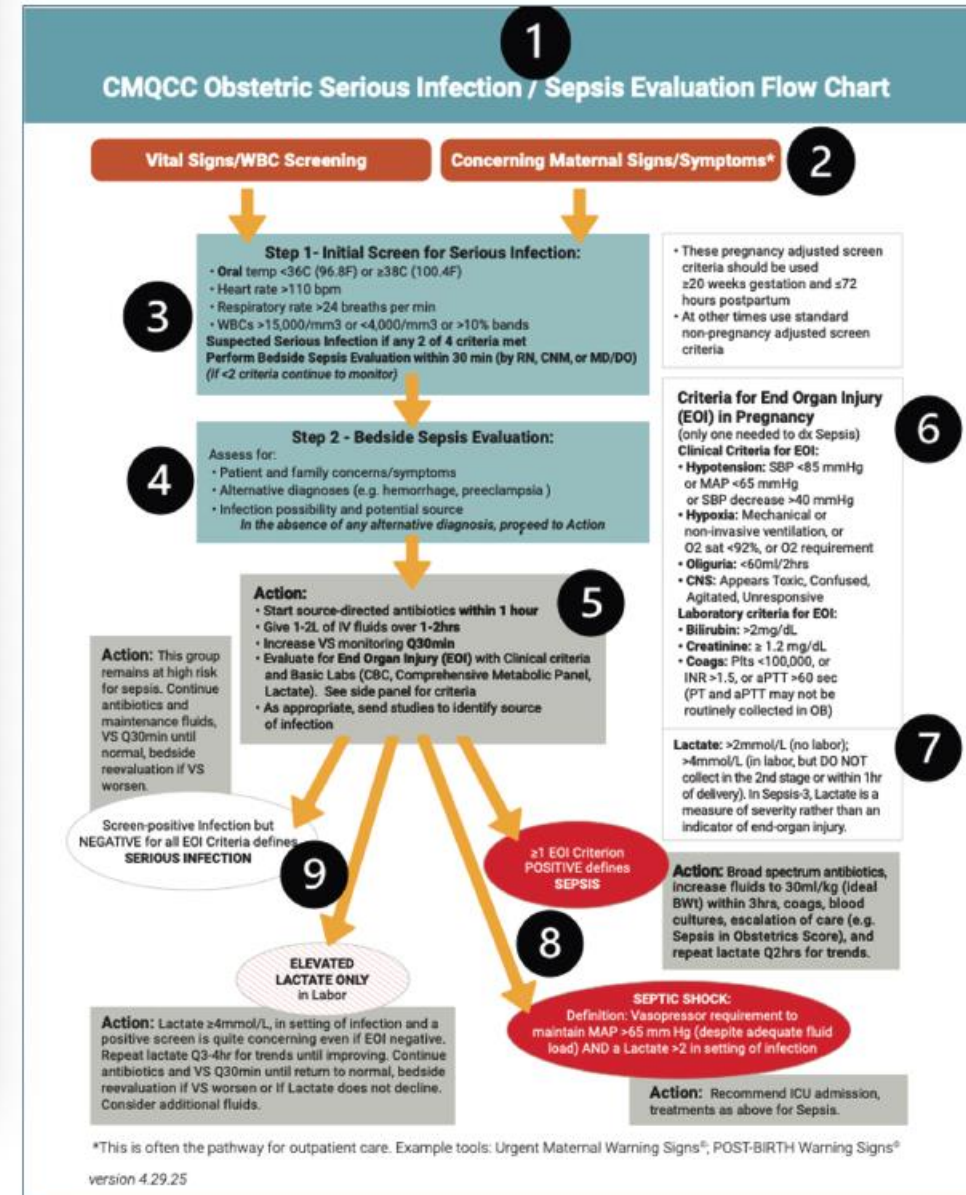 1
CMQCC Obstetric Serious Infection / Sepsis Evaluation Flow Chart
Vital Signs/WBC Screening
Concerning Maternal Signs/Symptoms*
2
3
Step 1- Initial Screen for Serious Infection:
• Oral temp <36C (96.8F) or ≥38C (100.4F)
• Heart rate >110 bpm
• Respiratory rate >24 breaths per min
• WBCs >15,000/mm3 or <4,000/mm3 or >10% bands
Suspected Serious Infection if any 2 of 4 criteria met
Perform Bedside Sepsis Evaluation within 30 min (by RN, CNM, or MD/DO)
(If <2 criteria continue to monitor)
• These pregnancy adjusted screen
criteria should be used
≥20 weeks gestation and ≤72
hours postpartum
• At other times use standard
non-pregnancy adjusted screen
criteria
4
Step 2 - Bedside Sepsis Evaluation:
Assess for:
• Patient and family concerns/symptoms
• Alternative diagnoses (e.g. hemorrhage, preeclampsia )
• Infection possibility and potential source
In the absence of any alternative diagnosis, proceed to Action
6
Criteria for End Organ Injury
(EOI) in Pregnancy
(only one needed to dx Sepsis)
Clinical Criteria for EOI:
• Hypotension: SBP <85 mmHg
or MAP <65 mmHg
or SBP decrease >40 mmHg
• Hypoxia: Mechanical or
non-invasive ventilation, or
O2 sat <92%, or O2 requirement
• Oliguria: <60ml/2hrs
• CNS: Appears Toxic, Confused,
Agitated, Unresponsive
Laboratory criteria for EOI:
• Bilirubin: >2mg/dL
• Creatinine: ≥ 1.2 mg/dL
• Coags: Plts <100,000, or
INR >1.5, or aPTT >60 sec
(PT and aPTT may not be
routinely collected in OB)
5
Action:
• Start source-directed antibiotics within 1 hour
• Give 1-2L of IV fluids over 1-2hrs
• Increase VS monitoring Q30min
• Evaluate for End Organ Injury (EOI) with Clinical criteria
and Basic Labs (CBC, Comprehensive Metabolic Panel,
Lactate). See side panel for criteria
• As appropriate, send studies to identify source
of infection
Action: This group
remains at high risk
for sepsis. Continue
antibiotics and
maintenance fluids,
VS Q30min until
normal, bedside
reevaluation if VS
worsen.
7
Lactate: >2mmol/L (no labor);
>4mmol/L (in labor, but DO NOT
collect in the 2nd stage or within 1hr
of delivery). In Sepsis-3, Lactate is a
measure of severity rather than an
indicator of end-organ injury.
Screen-positive Infection but
NEGATIVE for all EOI Criteria defines
SERIOUS INFECTION
9
≥1 EOI Criterion
POSITIVE defines
SEPSIS
Action: Broad spectrum antibiotics,
increase fluids to 30ml/kg (ideal
BWt) within 3hrs, coags, blood
cultures, escalation of care (e.g.
Sepsis in Obstetrics Score), and
repeat lactate Q2hrs for trends.
8
ELEVATED
LACTATE ONLY
in Labor
SEPTIC SHOCK:
Definition: Vasopressor requirement to
maintain MAP >65 mm Hg (despite adequate fluid
load) AND a Lactate >2 in setting of infection
Action: Lactate ≥4mmol/L, in setting of infection and a
positive screen is quite concerning even if EOI negative.
Repeat lactate Q3-4hr for trends until improving. Continue
antibiotics and VS Q30min until return to normal, bedside
reevaluation if VS worsen or If Lactate does not decline.
Consider additional fluids.
Action: Recommend ICU admission,
treatments as above for Sepsis.
*This is often the pathway for outpatient care. Example tools: Urgent Maternal Warning Signs®; POST-BIRTH Warning Signs®
version 4.29.25